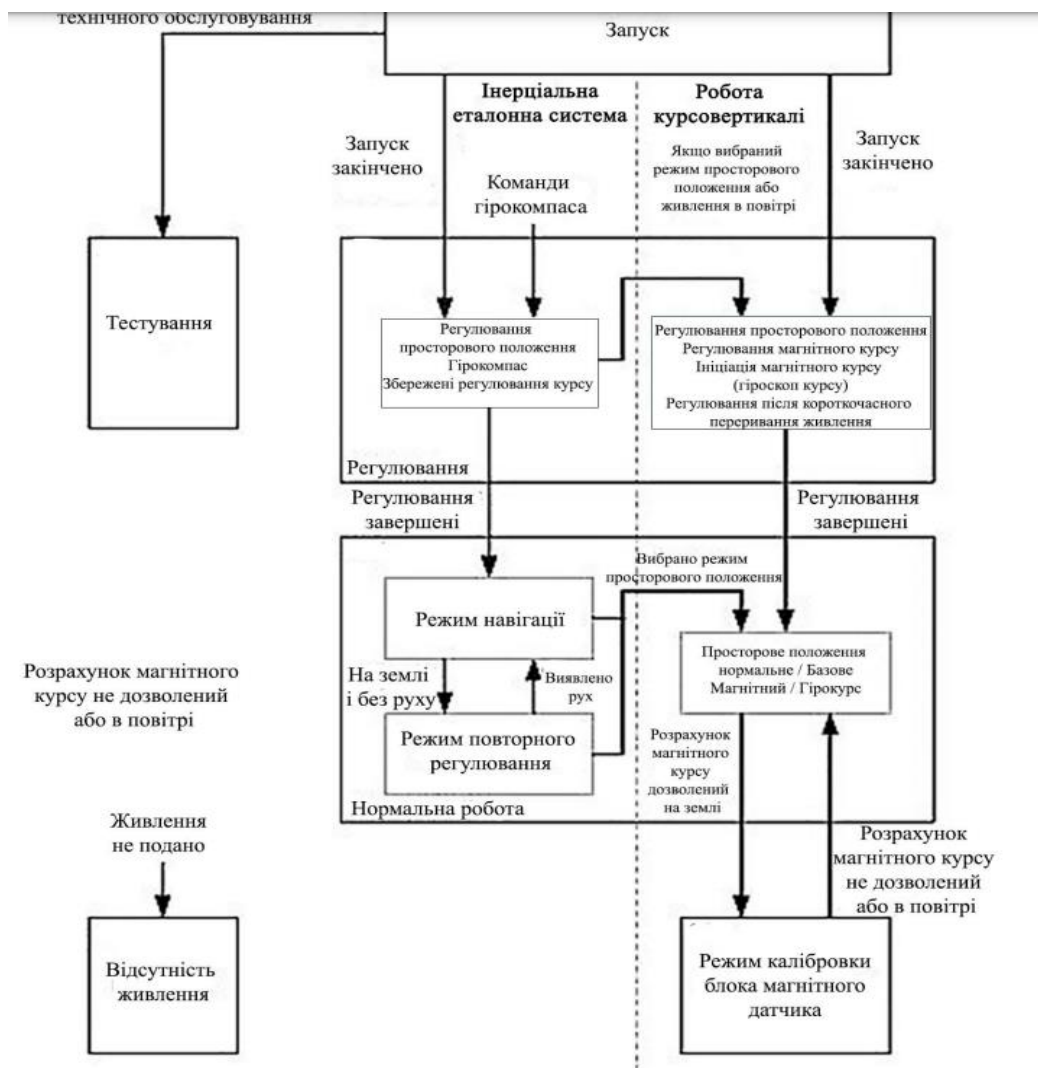 технічного обслуговування
Запуск
Інерціальна
еталонна система
Робота
курсовертикалі
Запуск
закінчено
Команди
гірокомпаса
Якщо вибраний
режим просторового
положення або
живлення в повітрі
Запуск
закінчено
Тестування
Регулювання
просторового положення
Гірокомпас
Збережені регулювання курсу
Регулювання просторового положення
Регулювання магнітного курсу
Ініціація магнітного курсу
(гіроскоп курсу)
Регулювання після короткочасного
переривання живлення
Регулювання
Регулювання
завершені
Регулювання
завершені
Вибрано режим
просторового положення
Режим навігації
На землі
і без руху
Виявлено
рух
Режим повторного
регулювання
Нормальна робота
Просторове положення
нормальне / Базове
Магнітний / Гірокурс
Розрахунок магнітного
курсу не дозволений
або в повітрі
Розрахунок
магнітного
курсу
дозволений
на землі
Живлення
не подано
Розрахунок
магнітного курсу
не дозволений
або в повітрі
Відсутність
живлення
Режим калібровки
блока магнітного
датчика